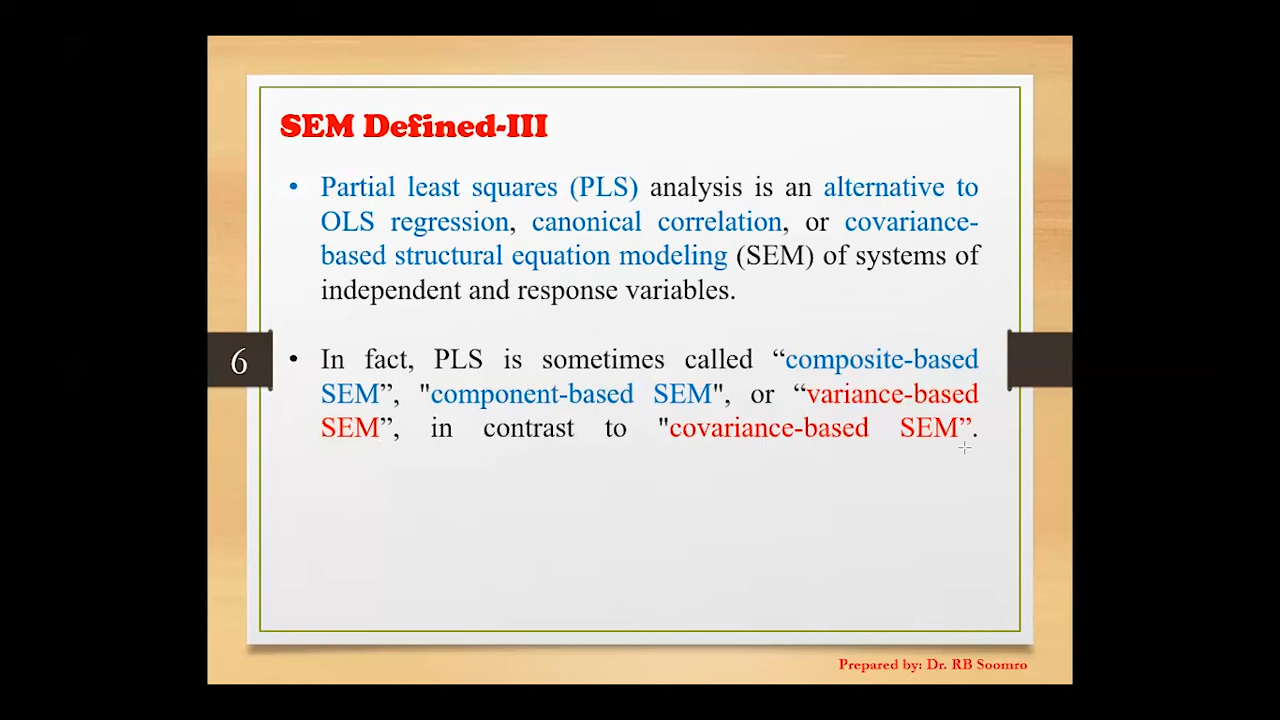 SEM Defined-III
• Partial least squares (PLS) analysis is an alternative to
OLS regression, canonical correlation, or covariance-
based structural equation modeling (SEM) of systems of
independent and response variables.
6
• In fact, PLS is sometimes called “composite-based
SEM”, "component-based SEM", or “variance-based
SEM”, in contrast to "covariance-based SEM”.
Prepared by: Dr. RB Soomro